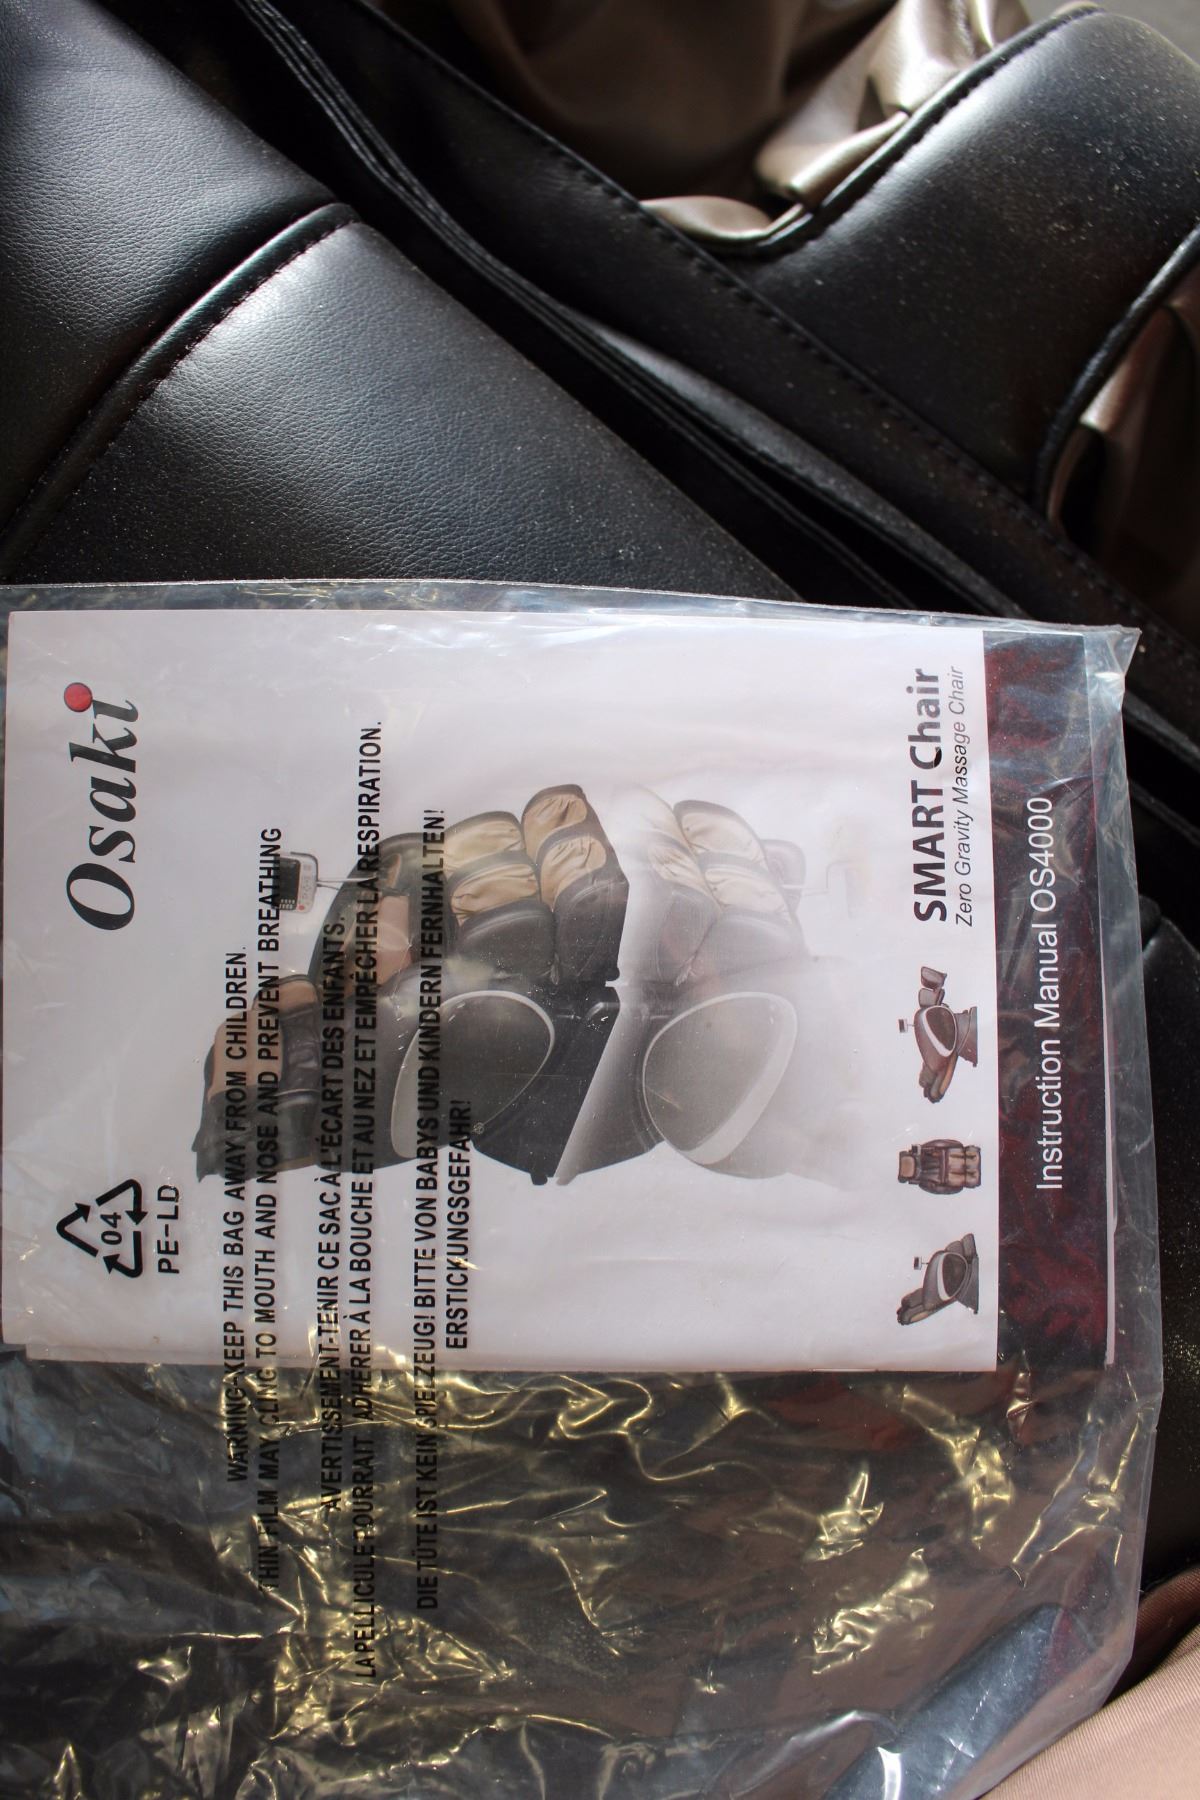 Osaki
04
PE-LD
WARNING-KEEP THIS BAG AWAY FROM CHILDREN.
THIN FILM MAY CLING TO MOUTH AND NOSE AND PREVENT BREATHING
AVERTISSEMENT-TENIR CE SAC À L'ÉCART DES ENFANTS.
LA PELLICULE POURRAIT ADHÉRER À LA BOUCHE ET AU NEZ ET EMPÊCHER LA RESPIRATION.
DIE TÜTE IST KEIN SPIELZEUG! BITTE VON BABYS UND KINDERN FERNHALTEN!
ERSTICKUNGSGEFAHR!
SMART Chair
Zero Gravity Massage Chair
Instruction Manual OS4000